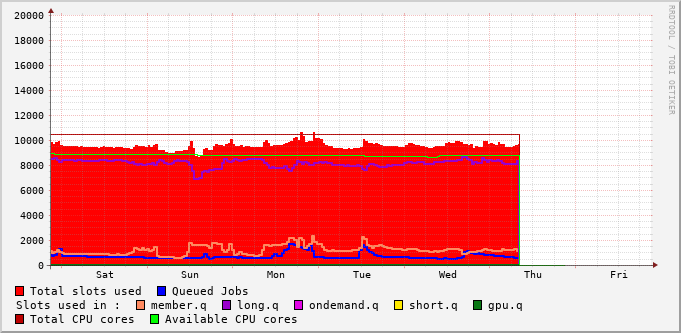 20000
18000
16000
14000
12000
10000
8000
6000
4000
2000
0
Sat Sun Mon Tue Wed Thu Fri
Total slots used Queued Jobs
Slots used in : member.q long.q ondemand.q short.q gpu.q
Total CPU cores Available CPU cores
RRDTOOL / TOBI OETIKER